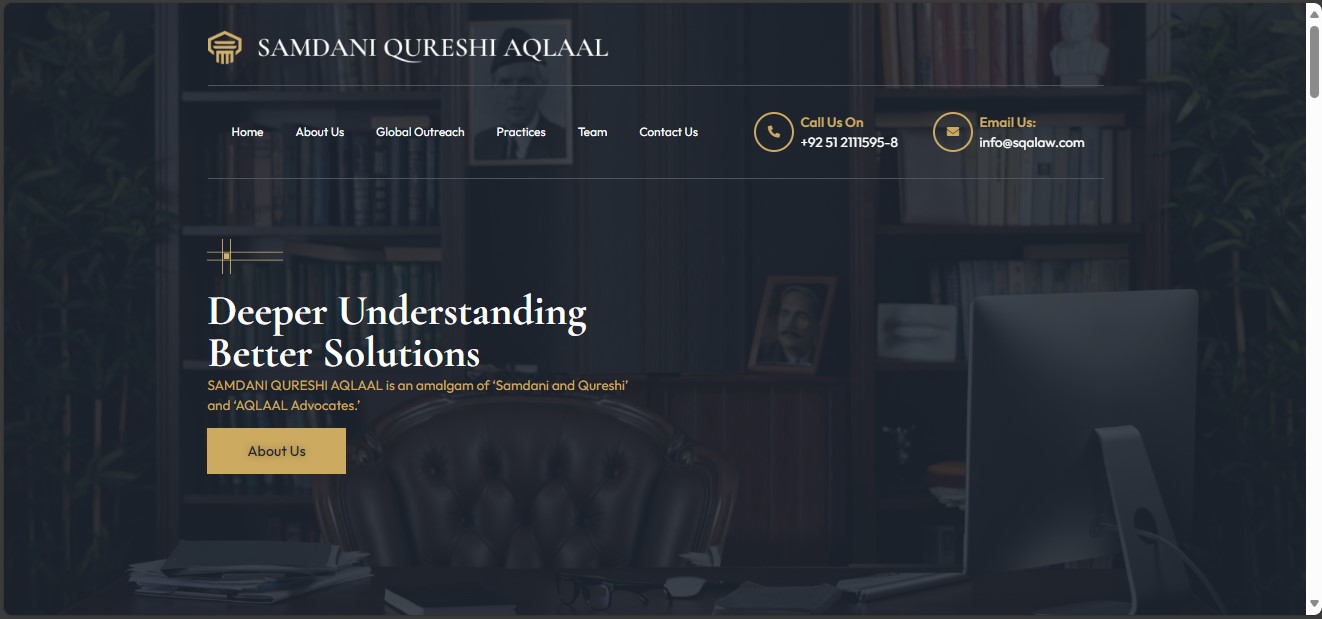 SAMDANI QURESHI AQLAAL
Home About Us Global Outreach Practices Team Contact Us
Call Us On
+92 51 2111595-8
Email Us:
info@sqalaw.com
Deeper Understanding
Better Solutions
SAMDANI QURESHI AQLAAL is an amalgam of ‘Samdani and Qureshi’
and ‘AQLAAL Advocates.’
About Us